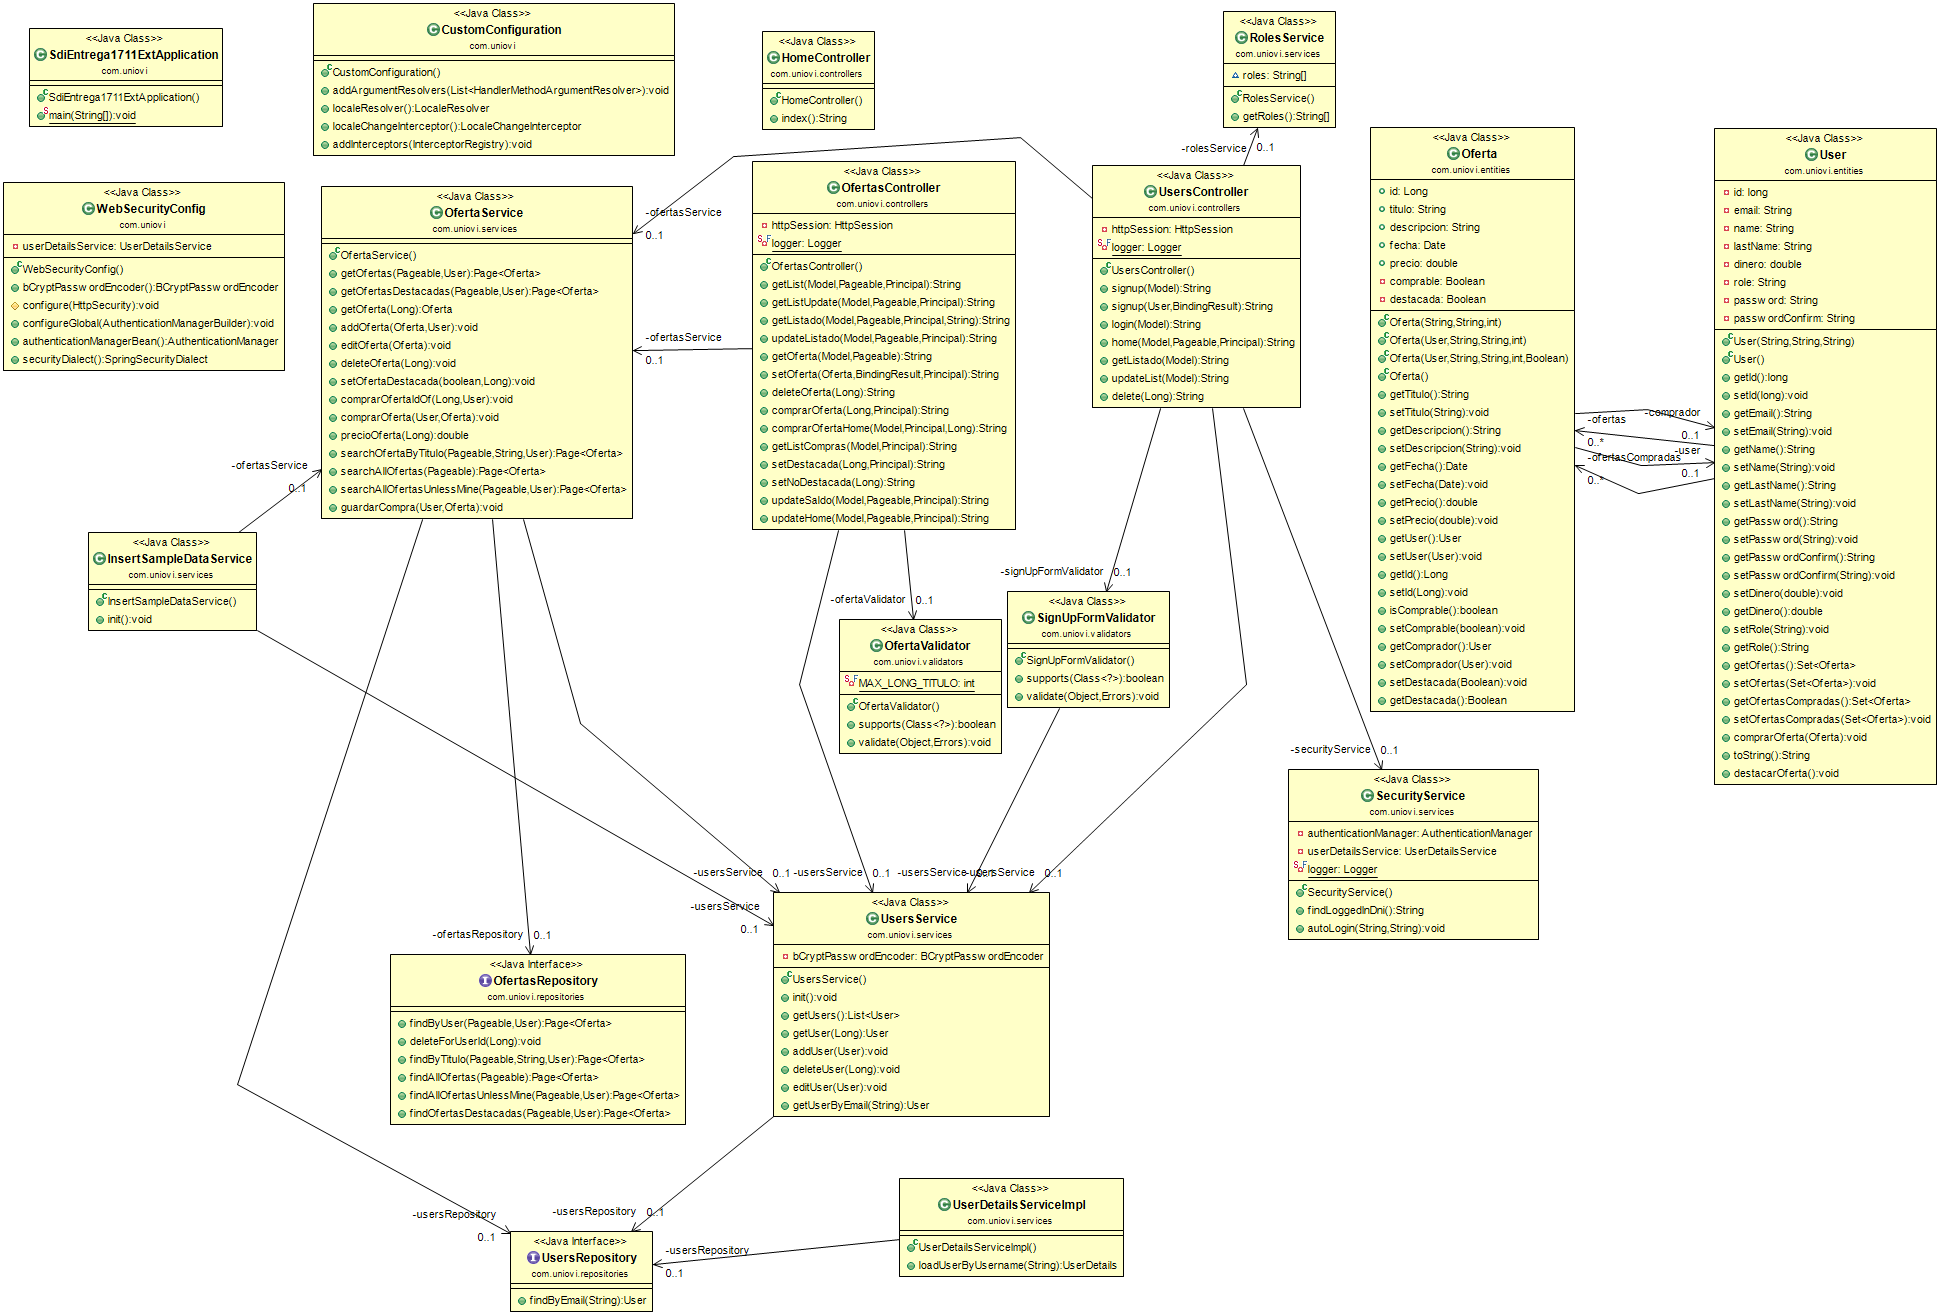 <<Java Class>>
SdiEntrega1711ExtApplication
com.uniovi
SdiEntrega1711ExtApplication()
main(String[]):void
<<Java Class>>
CustomConfiguration
com.uniovi
CustomConfiguration()
addArgumentResolvers(List<HandlerMethodArgumentResolver>):void
localeResolver():LocaleResolver
localeChangeInterceptor():LocaleChangeInterceptor
addInterceptors(InterceptorRegistry):void
<<Java Class>>
HomeController
com.uniovi.controllers
HomeController()
index():String
<<Java Class>>
RolesService
com.uniovi.services
roles: String[]
RolesService()
getRoles():String[]
<<Java Class>>
WebSecurityConfig
com.uniovi
userDetailsService: UserDetailsService
WebSecurityConfig()
bCryptPasswordEncoder():BCryptPasswordEncoder
configure(HttpSecurity):void
configureGlobal(AuthenticationManagerBuilder):void
authenticationManagerBean():AuthenticationManager
securityDialect():SpringSecurityDialect
<<Java Class>>
OfertaService
com.uniovi.services
OfertaService()
getOfertas(Pageable,User):Page<Oferta>
getOfertasDestacadas(Pageable,User):Page<Oferta>
getOferta(Long):Oferta
addOferta(Oferta,User):void
editOferta(Oferta):void
deleteOferta(Long):void
setOfertaDestacada(boolean,Long):void
comprarOfertaIdOf(Long,User):void
comprarOferta(User,Oferta):void
precioOferta(Long):double
searchOfertaByTitulo(Pageable,String,User):Page<Oferta>
searchAllOfertas(Pageable):Page<Oferta>
searchAllOfertasUnlessMine(Pageable,User):Page<Oferta>
guardarCompra(User,Oferta):void
-ofertasService
0..1
-ofertasService
0..1
<<Java Class>>
OfertasController
com.uniovi.controllers
httpSession: HttpSession
logger: Logger
OfertasController()
getList(Model,Pageable,Principal):String
getListUpdate(Model,Pageable,Principal):String
getListado(Model,Pageable,Principal,String):String
updateListado(Model,Pageable,Principal):String
getOferta(Model,Pageable):String
setOferta(Oferta,BindingResult,Principal):String
deleteOferta(Long):String
comprarOferta(Long,Principal):String
comprarOfertaHome(Model,Principal,Long):String
getListCompras(Model,Principal):String
setDestacada(Long,Principal):String
setNoDestacada(Long):String
updateSaldo(Model,Pageable,Principal):String
updateHome(Model,Pageable,Principal):String
-rolesService
0..1
<<Java Class>>
UsersController
com.uniovi.controllers
httpSession: HttpSession
logger: Logger
UsersController()
signup(Model):String
signup(User,BindingResult):String
login(Model):String
home(Model,Pageable,Principal):String
getListado(Model):String
updateList(Model):String
delete(Long):String
<<Java Class>>
Oferta
com.uniovi.entities
id: Long
titulo: String
descripcion: String
fecha: Date
precio: double
comprable: Boolean
destacada: Boolean
Oferta(String,String,int)
Oferta(User,String,String,int)
Oferta(User,String,String,int,Boolean)
Oferta()
getTitulo():String
setTitulo(String):void
getDescripcion():String
setDescripcion(String):void
getFecha():Date
setFecha(Date):void
getPrecio():double
setPrecio(double):void
getUser():User
setUser(User):void
getId():Long
setId(Long):void
isComprable():boolean
setComprable(boolean):void
getComprador():User
setComprador(User):void
setDestacada(Boolean):void
getDestacada():Boolean
-ofertas
0..*
-comprador
0..1
-user
0..1
-ofertasCompradas
0..*
<<Java Class>>
User
com.uniovi.entities
id: long
email: String
name: String
lastName: String
dinero: double
role: String
password: String
passwordConfirm: String
User(String,String,String)
User()
getId():long
setId(long):void
getEmail():String
setEmail(String):void
getName():String
setName(String):void
getLastName():String
setLastName(String):void
getPassword():String
setPassword(String):void
getPasswordConfirm():String
setPasswordConfirm(String):void
setDinero(double):void
getDinero():double
setRole(String):void
getRole():String
getOfertas():Set<Oferta>
setOfertas(Set<Oferta>):void
getOfertasCompradas():Set<Oferta>
setOfertasCompradas(Set<Oferta>):void
comprarOferta(Oferta):void
toString():String
destacarOferta():void
-ofertasService
0..1
<<Java Class>>
InsertSampleDataService
com.uniovi.services
InsertSampleDataService()
init():void
-ofertaValidator
0..1
<<Java Class>>
OfertaValidator
com.uniovi.validators
MAX_LONG_TITULO: int
OfertaValidator()
supports(Class<?>):boolean
validate(Object,Errors):void
-signUpFormValidator
0..1
<<Java Class>>
SignUpFormValidator
com.uniovi.validators
SignUpFormValidator()
supports(Class<?>):boolean
validate(Object,Errors):void
-securityService
0..1
<<Java Class>>
SecurityService
com.uniovi.services
authenticationManager: AuthenticationManager
userDetailsService: UserDetailsService
logger: Logger
SecurityService()
findLoggedInDni():String
autoLogin(String,String):void
-usersService
0..1
-usersService
0..1
-usersService
0..1
-usersService
0..1
-usersService
0..1
<<Java Class>>
UsersService
com.uniovi.services
bCryptPasswordEncoder: BCryptPasswordEncoder
UsersService()
init():void
getUsers():List<User>
getUser(Long):User
addUser(User):void
deleteUser(Long):void
editUser(User):void
getUserByEmail(String):User
-ofertasRepository
0..1
<<Java Interface>>
OfertasRepository
com.uniovi.repositories
findByUser(Pageable,User):Page<Oferta>
deleteForUserId(Long):void
findByTitulo(Pageable,String,User):Page<Oferta>
findAllOfertas(Pageable):Page<Oferta>
findAllOfertasUnlessMine(Pageable,User):Page<Oferta>
findOfertasDestacadas(Pageable,User):Page<Oferta>
-usersRepository
0..1
-usersRepository
0..1
-usersRepository
0..1
<<Java Interface>>
UsersRepository
com.uniovi.repositories
findByEmail(String):User
<<Java Class>>
UserDetailsServiceImpl
com.uniovi.services
UserDetailsServiceImpl()
loadUserByUsername(String):UserDetails